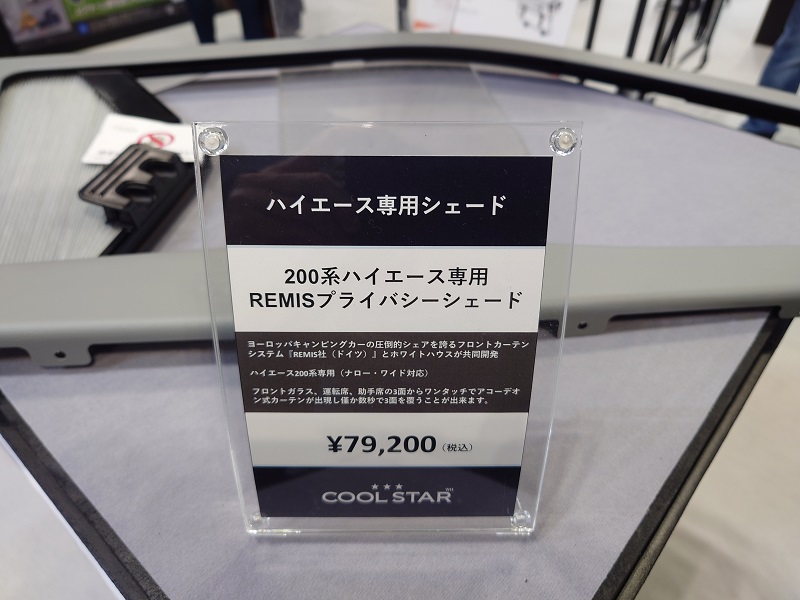 ハイエース専用シェード
200系ハイエース専用
REMISプライバシーシェード
ヨーロッパキャンピングカーの圧倒的シェアを誇るフロントカーテン
システム『REMIS社（ドイツ）』とホワイトハウスが共同開発
ハイエース200系専用（ナロー・ワイド対応）
フロントガラス、運転席、助手席の3面からワンタッチでアコーデオ
ン式カーテンが出現し僅か数秒で3面を覆うことが出来ます。
¥79,200（税込）
COOL STAR